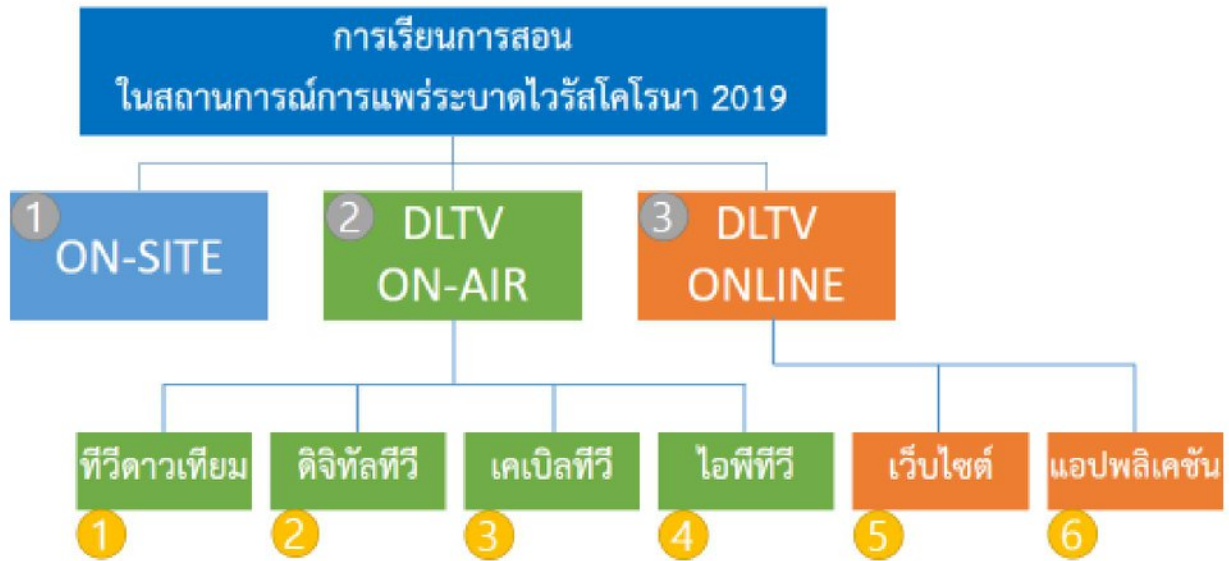 การเรียนการสอน
ในสถานการณ์การแพร่ระบาดไวรัสโคโรนา 2019
1
ON-SITE
2
DLTV
ON-AIR
3
DLTV
ONLINE
ทีวีดาวเทียม
1
ดิจิทัลทีวี
2
เคเบิลทีวี
3
ไอพีทีวี
4
เว็บไซต์
5
แอปพลิเคชัน
6